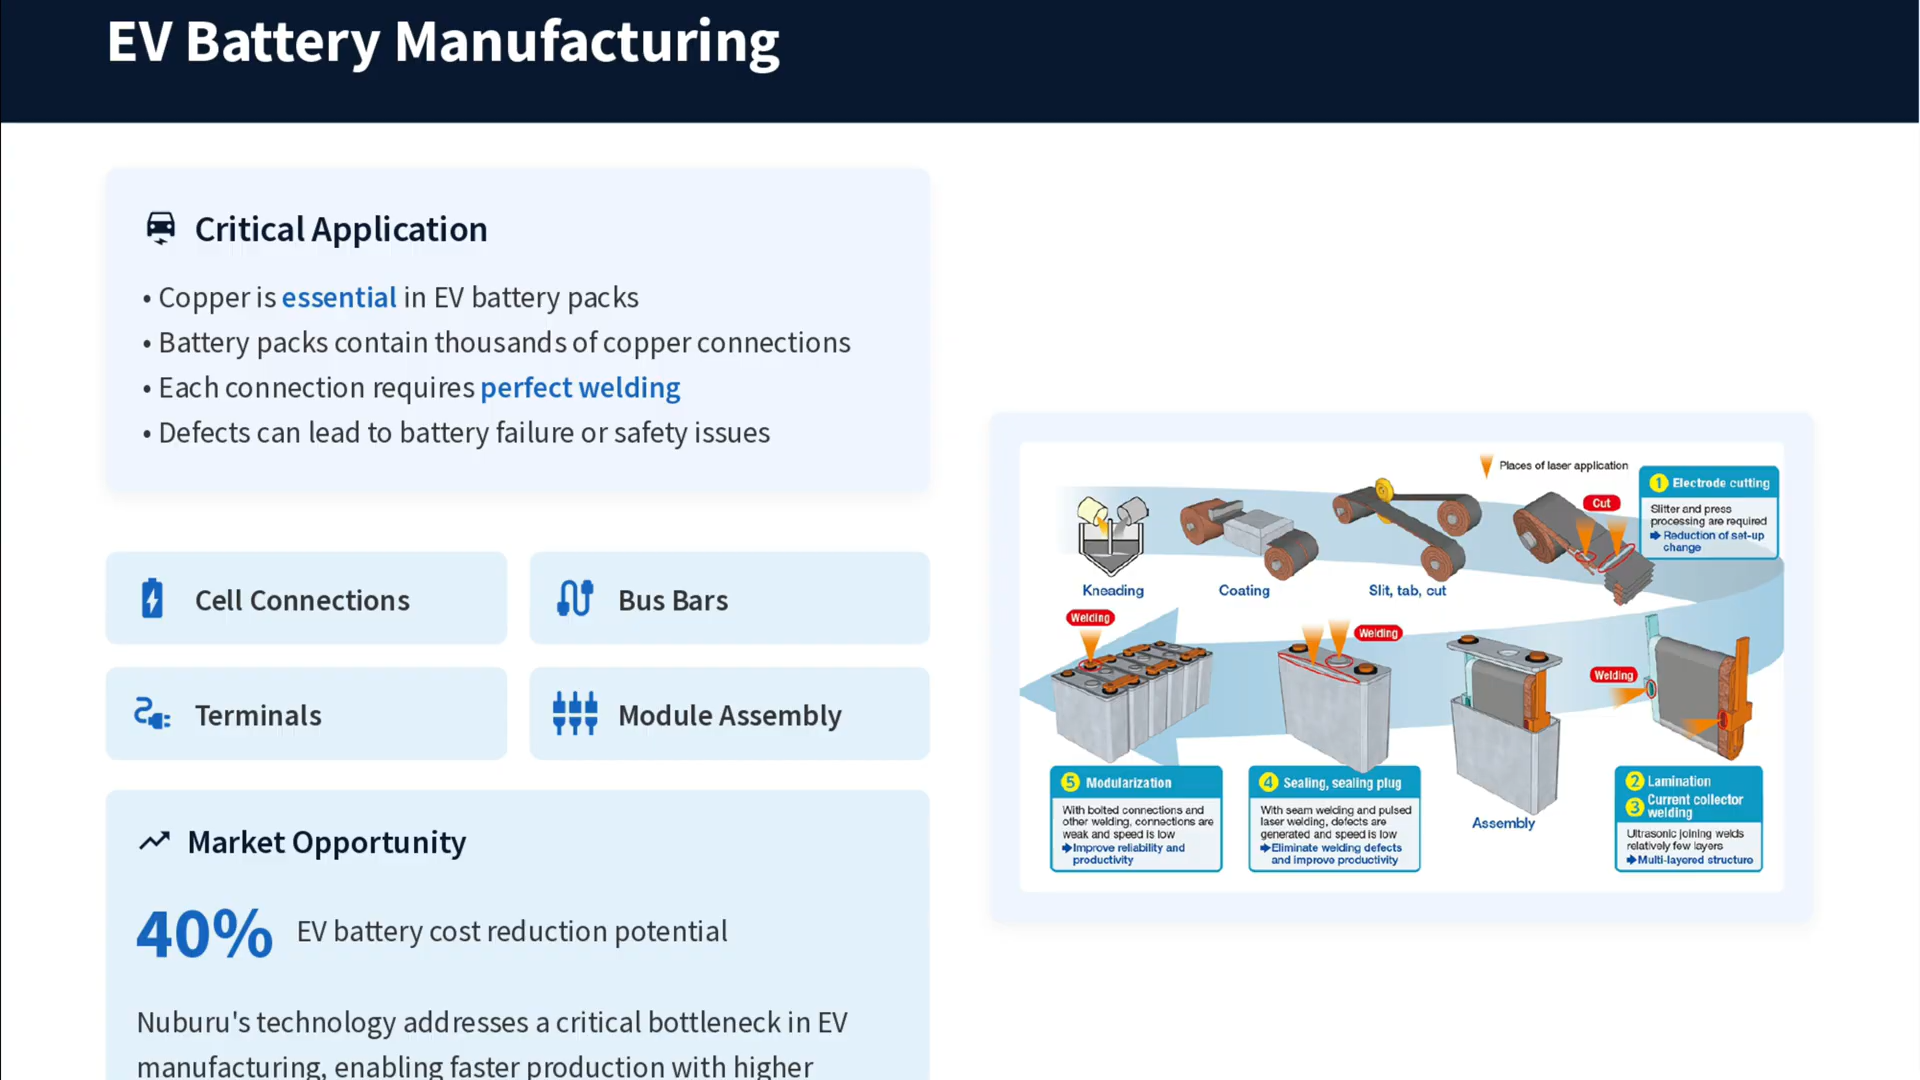 EV Battery Manufacturing
Critical Application
• Copper is essential in EV battery packs
• Battery packs contain thousands of copper connections
• Each connection requires perfect welding
• Defects can lead to battery failure or safety issues
Cell Connections
Bus Bars
Terminals
Module Assembly
Market Opportunity
40% EV battery cost reduction potential
Nuburu's technology addresses a critical bottleneck in EV
manufacturing, enabling faster production with higher
Places of laser application
1 Electrode cutting
Slitter and press
processing are required
Reduction of set-up
change
Cut
Kneading
Coating
Slit, tab, cut
Welding
Welding
Welding
5 Modularization
With bolted connections and
other welding, connections are
weak and speed is low
Improve reliability and
productivity
4 Sealing, sealing plug
With seam welding and pulsed
laser welding, defects are
generated and speed is low
Eliminate welding defects
and improve productivity
Assembly
2 Lamination
3 Current collector
welding
Ultrasonic joining welds
relatively few layers
Multi-layered structure